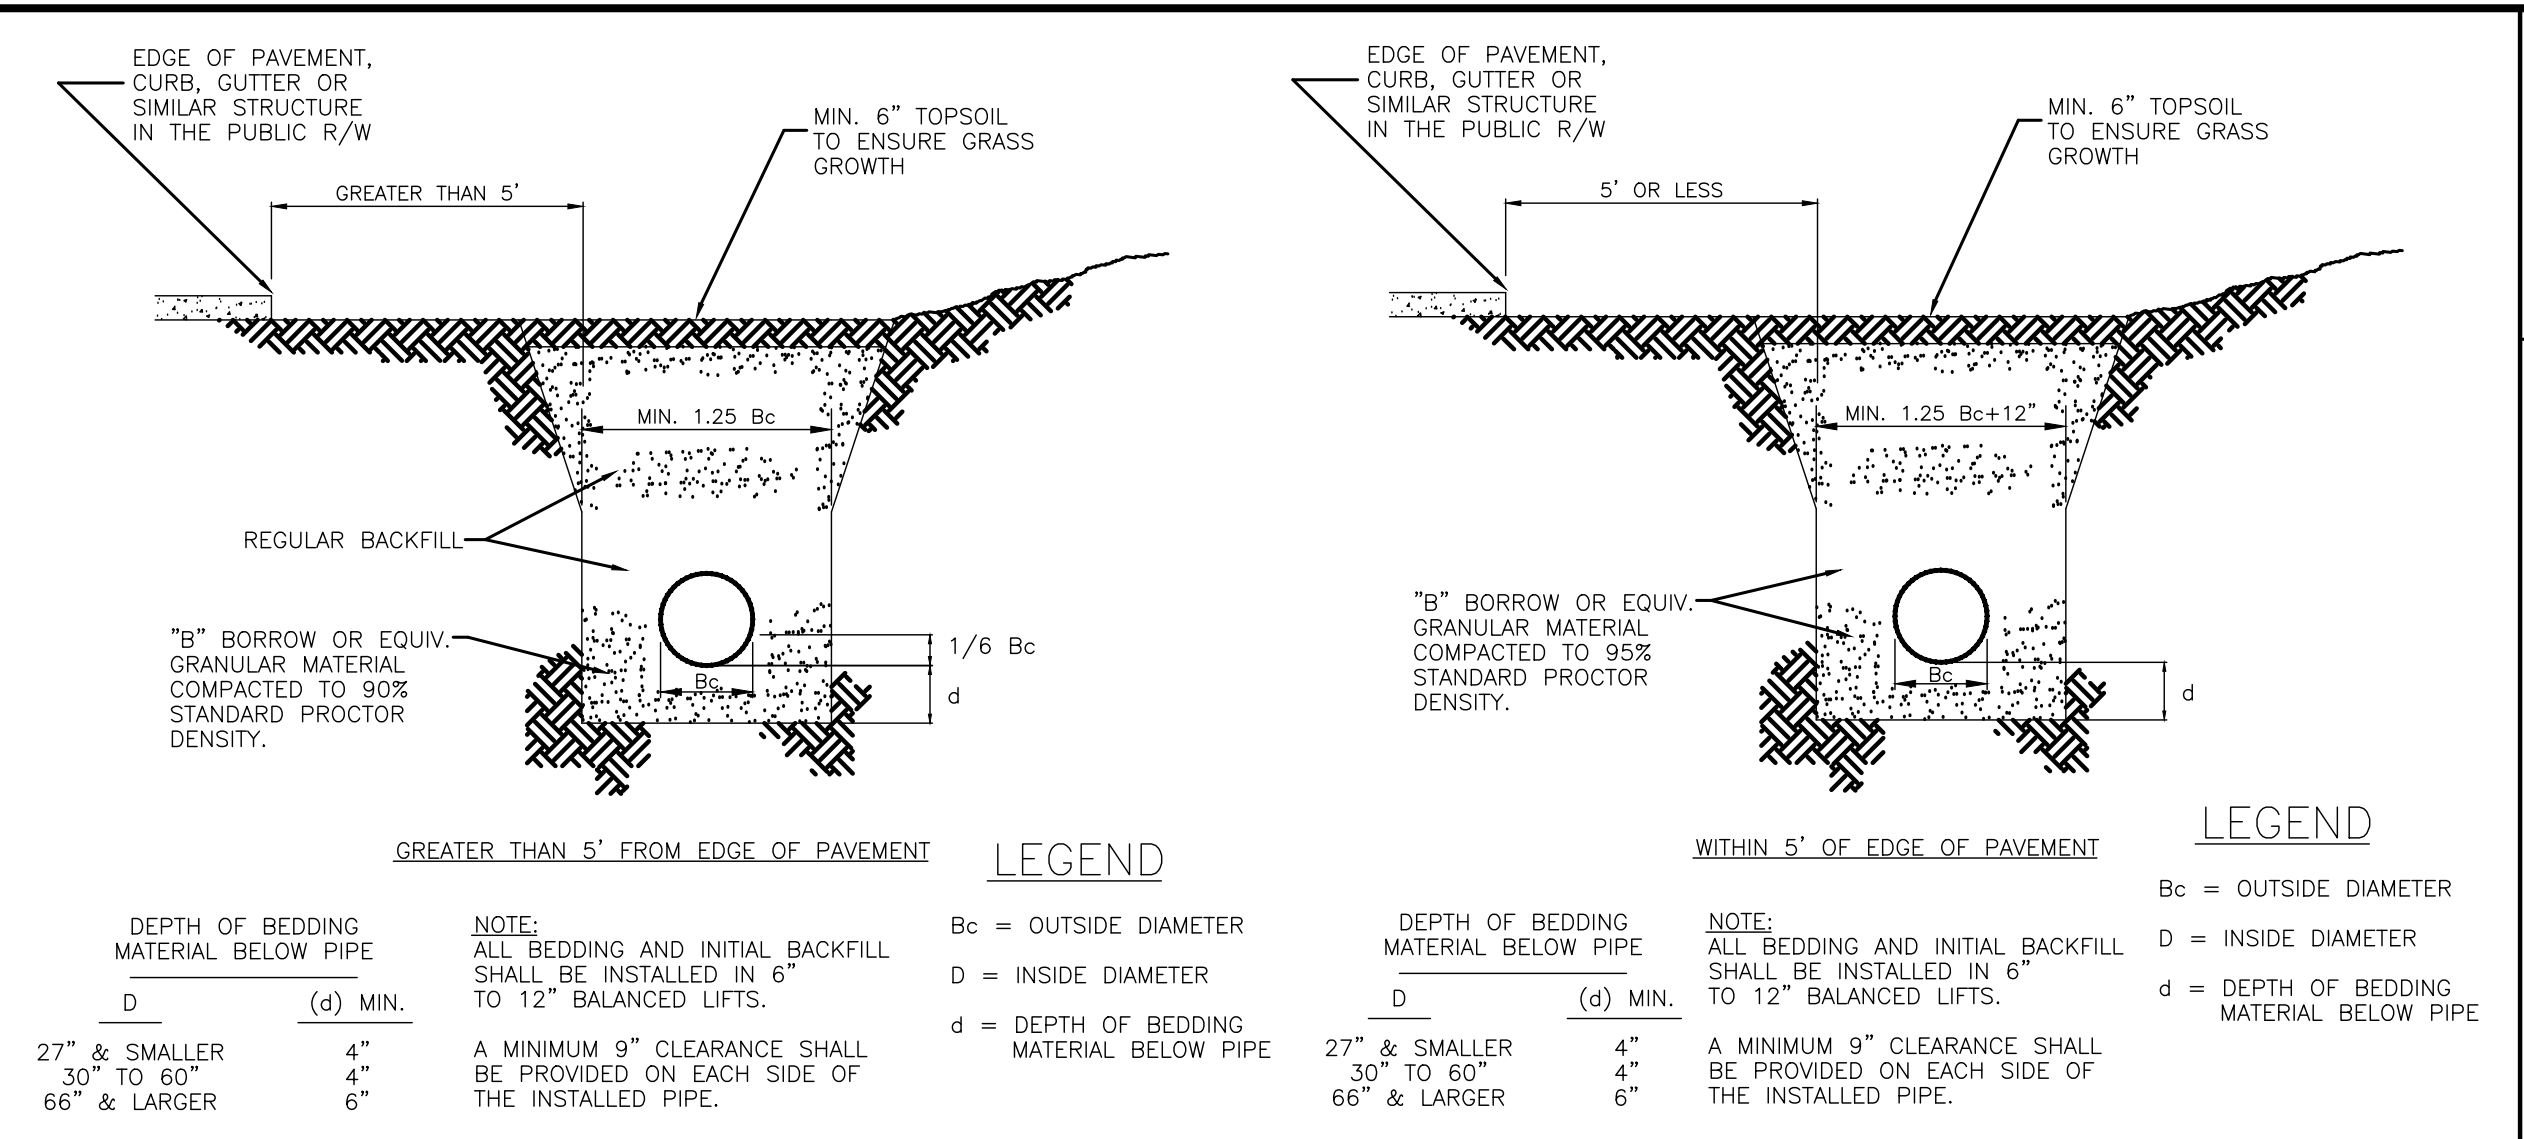 EDGE OF PAVEMENT,
CURB, GUTTER OR
SIMILAR STRUCTURE
IN THE PUBLIC R/W
MIN. 6" TOPSOIL
TO ENSURE GRASS
GROWTH
GREATER THAN 5'
MIN. 1.25 Bc
REGULAR BACKFILL
"B" BORROW OR EQUIV.
GRANULAR MATERIAL
COMPACTED TO 90%
STANDARD PROCTOR
DENSITY.
1/6 Bc
Bc
d
GREATER THAN 5' FROM EDGE OF PAVEMENT
LEGEND
Bc = OUTSIDE DIAMETER
D = INSIDE DIAMETER
d = DEPTH OF BEDDING
MATERIAL BELOW PIPE
DEPTH OF BEDDING
MATERIAL BELOW PIPE
D (d) MIN.
27" & SMALLER 4"
30" TO 60" 4"
66" & LARGER 6"
NOTE:
ALL BEDDING AND INITIAL BACKFILL
SHALL BE INSTALLED IN 6"
TO 12" BALANCED LIFTS.
A MINIMUM 9" CLEARANCE SHALL
BE PROVIDED ON EACH SIDE OF
THE INSTALLED PIPE.
EDGE OF PAVEMENT,
CURB, GUTTER OR
SIMILAR STRUCTURE
IN THE PUBLIC R/W
MIN. 6" TOPSOIL
TO ENSURE GRASS
GROWTH
5' OR LESS
MIN. 1.25 Bc+12"
"B" BORROW OR EQUIV.
GRANULAR MATERIAL
COMPACTED TO 95%
STANDARD PROCTOR
DENSITY.
Bc
d
WITHIN 5' OF EDGE OF PAVEMENT
LEGEND
Bc = OUTSIDE DIAMETER
D = INSIDE DIAMETER
d = DEPTH OF BEDDING
MATERIAL BELOW PIPE
DEPTH OF BEDDING
MATERIAL BELOW PIPE
D (d) MIN.
27" & SMALLER 4"
30" TO 60" 4"
66" & LARGER 6"
NOTE:
ALL BEDDING AND INITIAL BACKFILL
SHALL BE INSTALLED IN 6"
TO 12" BALANCED LIFTS.
A MINIMUM 9" CLEARANCE SHALL
BE PROVIDED ON EACH SIDE OF
THE INSTALLED PIPE.